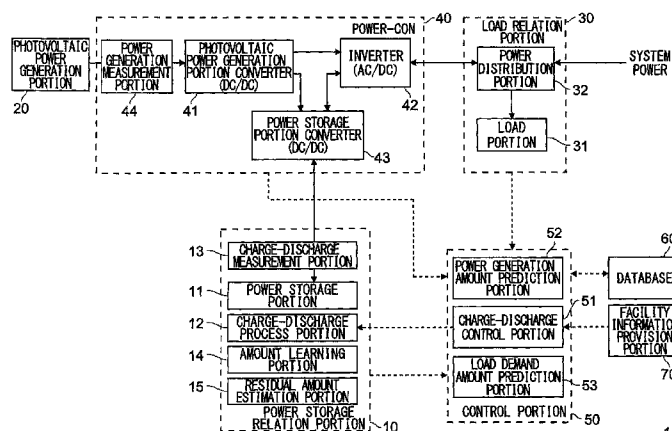 POWER-CON
40
PHOTOVOLTAIC
POWER
GENERATION
PORTION
20
POWER
GENERATION
MEASUREMENT
PORTION
44
PHOTOVOLTAIC
POWER GENERATION
PORTION CONVERTER
(DC/DC)
41
INVERTER
(AC/DC)
42
POWER STORAGE
PORTION CONVERTER
(DC/DC)
43
30
LOAD RELATION
PORTION
POWER
DISTRIBUTION
PORTION
32
LOAD
PORTION
31
SYSTEM
POWER
13
CHARGE-DISCHARGE
MEASUREMENT PORTION
11
POWER STORAGE
PORTION
12
CHARGE-DISCHARGE
PROCESS PORTION
14
AMOUNT LEARNING
PORTION
15
RESIDUAL AMOUNT
ESTIMATION PORTION
POWER STORAGE
RELATION PORTION
10
52
POWER GENERATION
AMOUNT PREDICTION
PORTION
51
CHARGE-DISCHARGE
CONTROL PORTION
LOAD DEMAND
AMOUNT PREDICTION
PORTION
53
CONTROL PORTION
50
60
DATABASE
FACILITY
INFORMATION
PROVISION
PORTION
70